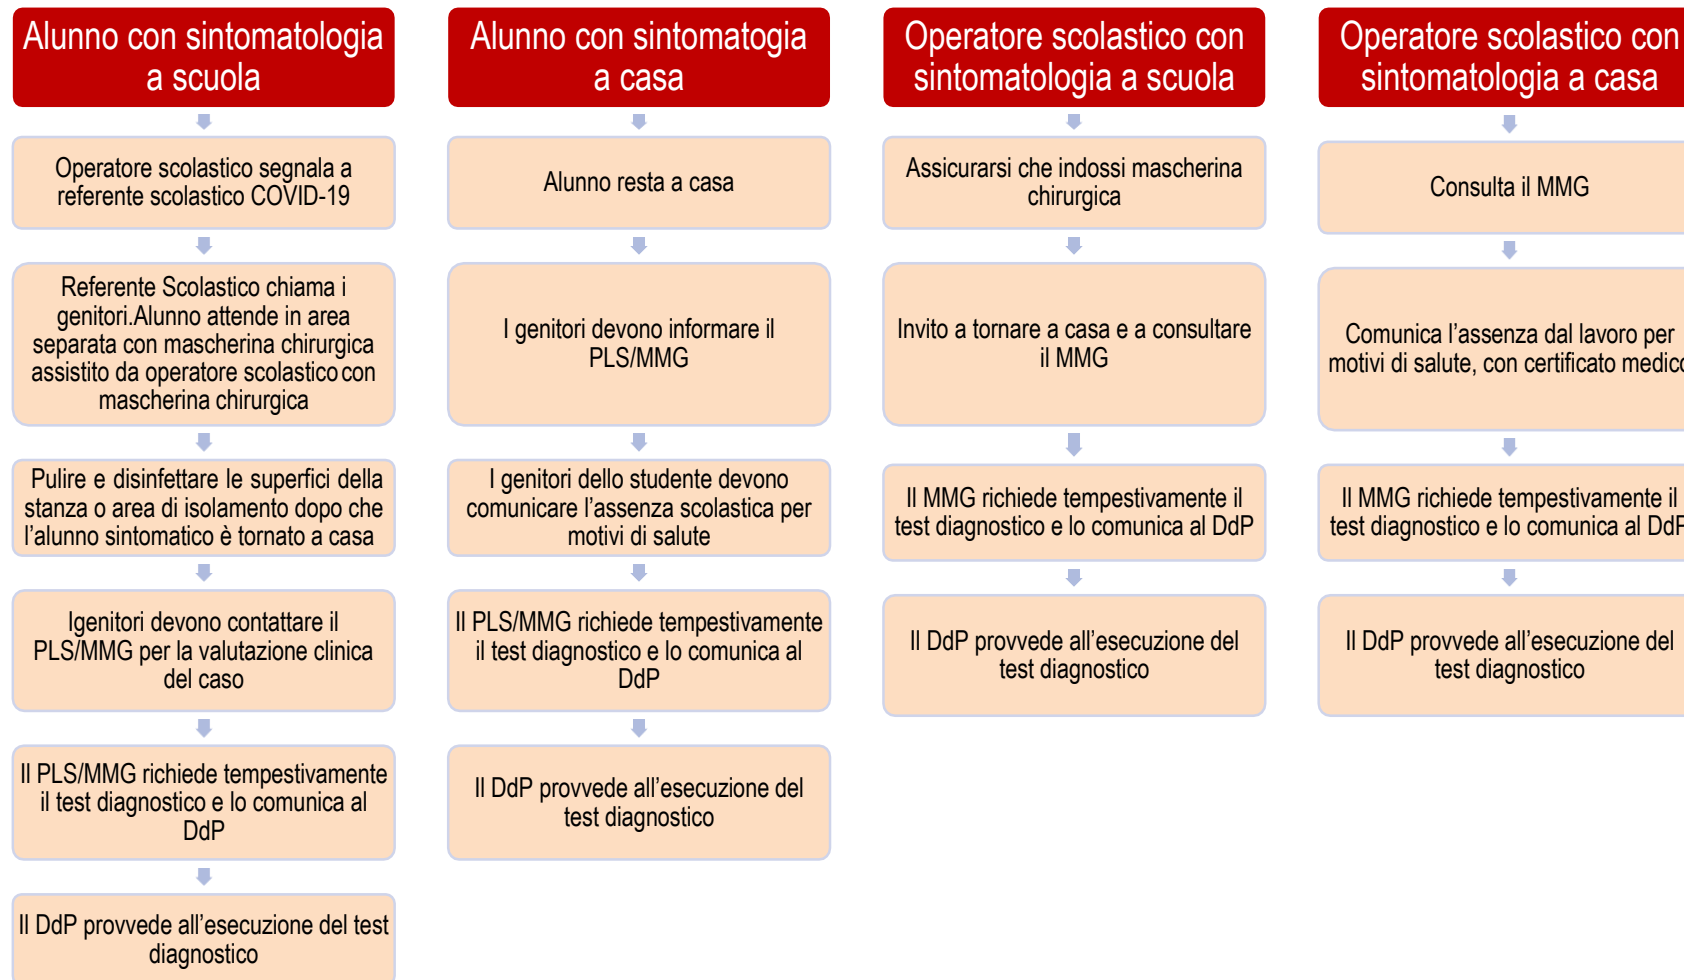 Alunno con sintomatologia
a scuola
Operatore scolastico segnala a
referente scolastico COVID-19
Referente Scolastico chiama i
genitori.Alunno attende in area
separata con mascherina chirurgica
assistito da operatore scolastico con
mascherina chirurgica
Pulire e disinfettare le superfici della
stanza o area di isolamento dopo che
l’alunno sintomatico è tornato a casa
Igenitori devono contattare il
PLS/MMG per la valutazione clinica
del caso
Il PLS/MMG richiede tempestivamente
il test diagnostico e lo comunica al
DdP
Il DdP provvede all’esecuzione del test
diagnostico
Alunno con sintomatogia
a casa
Alunno resta a casa
I genitori devono informare il
PLS/MMG
I genitori dello studente devono
comunicare l’assenza scolastica per
motivi di salute
Il PLS/MMG richiede tempestivamente
il test diagnostico e lo comunica al
DdP
Il DdP provvede all’esecuzione del
test diagnostico
Operatore scolastico con
sintomatologia a scuola
Assicurarsi che indossi mascherina
chirurgica
Invito a tornare a casa e a consultare
il MMG
Il MMG richiede tempestivamente il
test diagnostico e lo comunica al DdP
Il DdP provvede all’esecuzione del
test diagnostico
Operatore scolastico con
sintomatologia a casa
Consulta il MMG
Comunica l’assenza dal lavoro per
motivi di salute, con certificato medico
Il MMG richiede tempestivamente il
test diagnostico e lo comunica al DdP
Il DdP provvede all’esecuzione del
test diagnostico